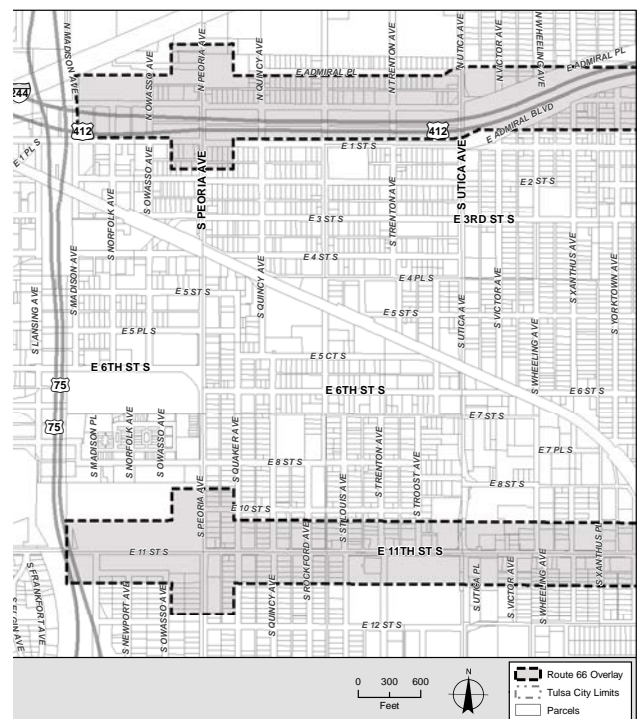 N MADISON AVE
N OWASSO AVE
N PEORIA AVE
N QUINCY AVE
E ADMIRAL PL
N TRENTON AVE
N UTICA AVE
N VICTOR AVE
N WHEELING AVE
E ADMIRAL PL
244
412
412
E ADMIRAL BLVD
E 1 PL S
E 1 ST S
S OWASSO AVE
S PEORIA AVE
S UTICA AVE
E 2 ST S
S NORFOLK AVE
E 3 ST S
S TRENTON AVE
E 3RD ST S
E 4 ST S
E 4 PL S
S MADISON AVE
S LANSING AVE
E 5 ST S
S QUINCY AVE
E 5 ST S
S UTICA AVE
S VICTOR AVE
S XANTHUS AVE
S YORKTOWN AVE
E 5 PL S
E 5 CT S
S WHEELING AVE
E 6TH ST S
E 6TH ST S
E 6 ST S
75
75
S MADISON PL
S NORFOLK AVE
S OWASSO AVE
S QUAKER AVE
E 7 ST S
E 7 PL S
E 8 ST S
S TRENTON AVE
S TROOST AVE
E 8 ST S
S PEORIA AVE
E 10 ST S
S ST LOUIS AVE
E 11 ST S
S ROCKFORD AVE
E 11TH ST S
S XANTHUS PL
S FRANKFORT AVE
S NEWPORT AVE
S OWASSO AVE
S QUINCY AVE
S UTICA PL
S VICTOR AVE
S WHEELING AVE
E 12 ST S
0 300 600
Feet
N
Route 66 Overlay
Tulsa City Limits
Parcels